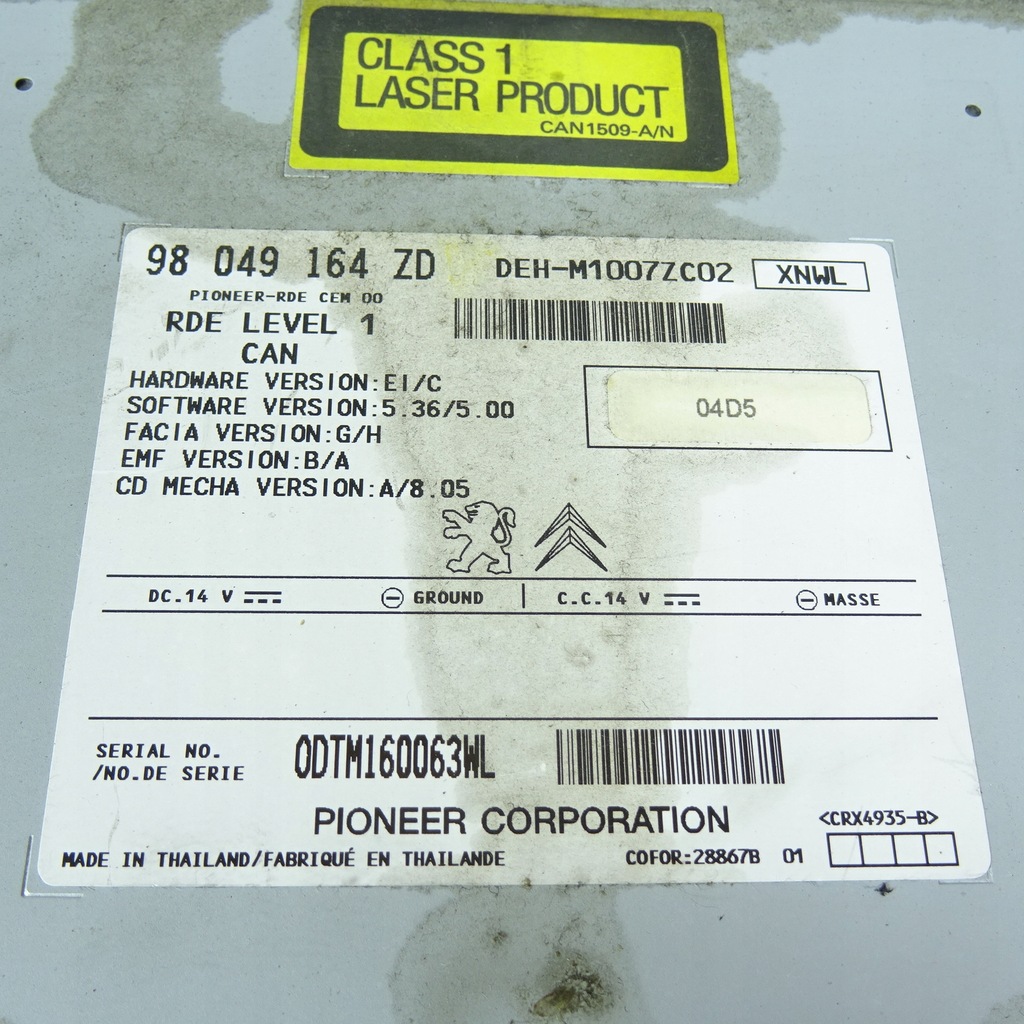 CLASS 1
LASER PRODUCT
CAN1509-A/N
98 049 164 ZD DEH-M1007ZC02 XNWL
PIONEER-RDE CEM 00
RDE LEVEL 1
CAN
HARDWARE VERSION:EI/C
SOFTWARE VERSION:5.36/5.00
04D5
FACIA VERSION:G/H
EMF VERSION:B/A
CD MECHA VERSION:A/8.05
DC.14 V GROUND C.C.14 V MASSE
SERIAL NO.
/NO.DE SERIE
0DTM160063WL
PIONEER CORPORATION
<CRX4935-B>
MADE IN THAILAND/FABRIQUÉ EN THAILANDE COFOR:28867B 01